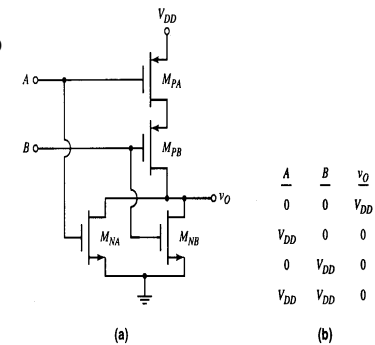 )
V_DD
A
M_PA
B
M_PB
v_O
M_NA
M_NB
A B v_O
0 0 V_DD
V_DD 0 0
0 V_DD 0
V_DD V_DD 0
(a) (b)